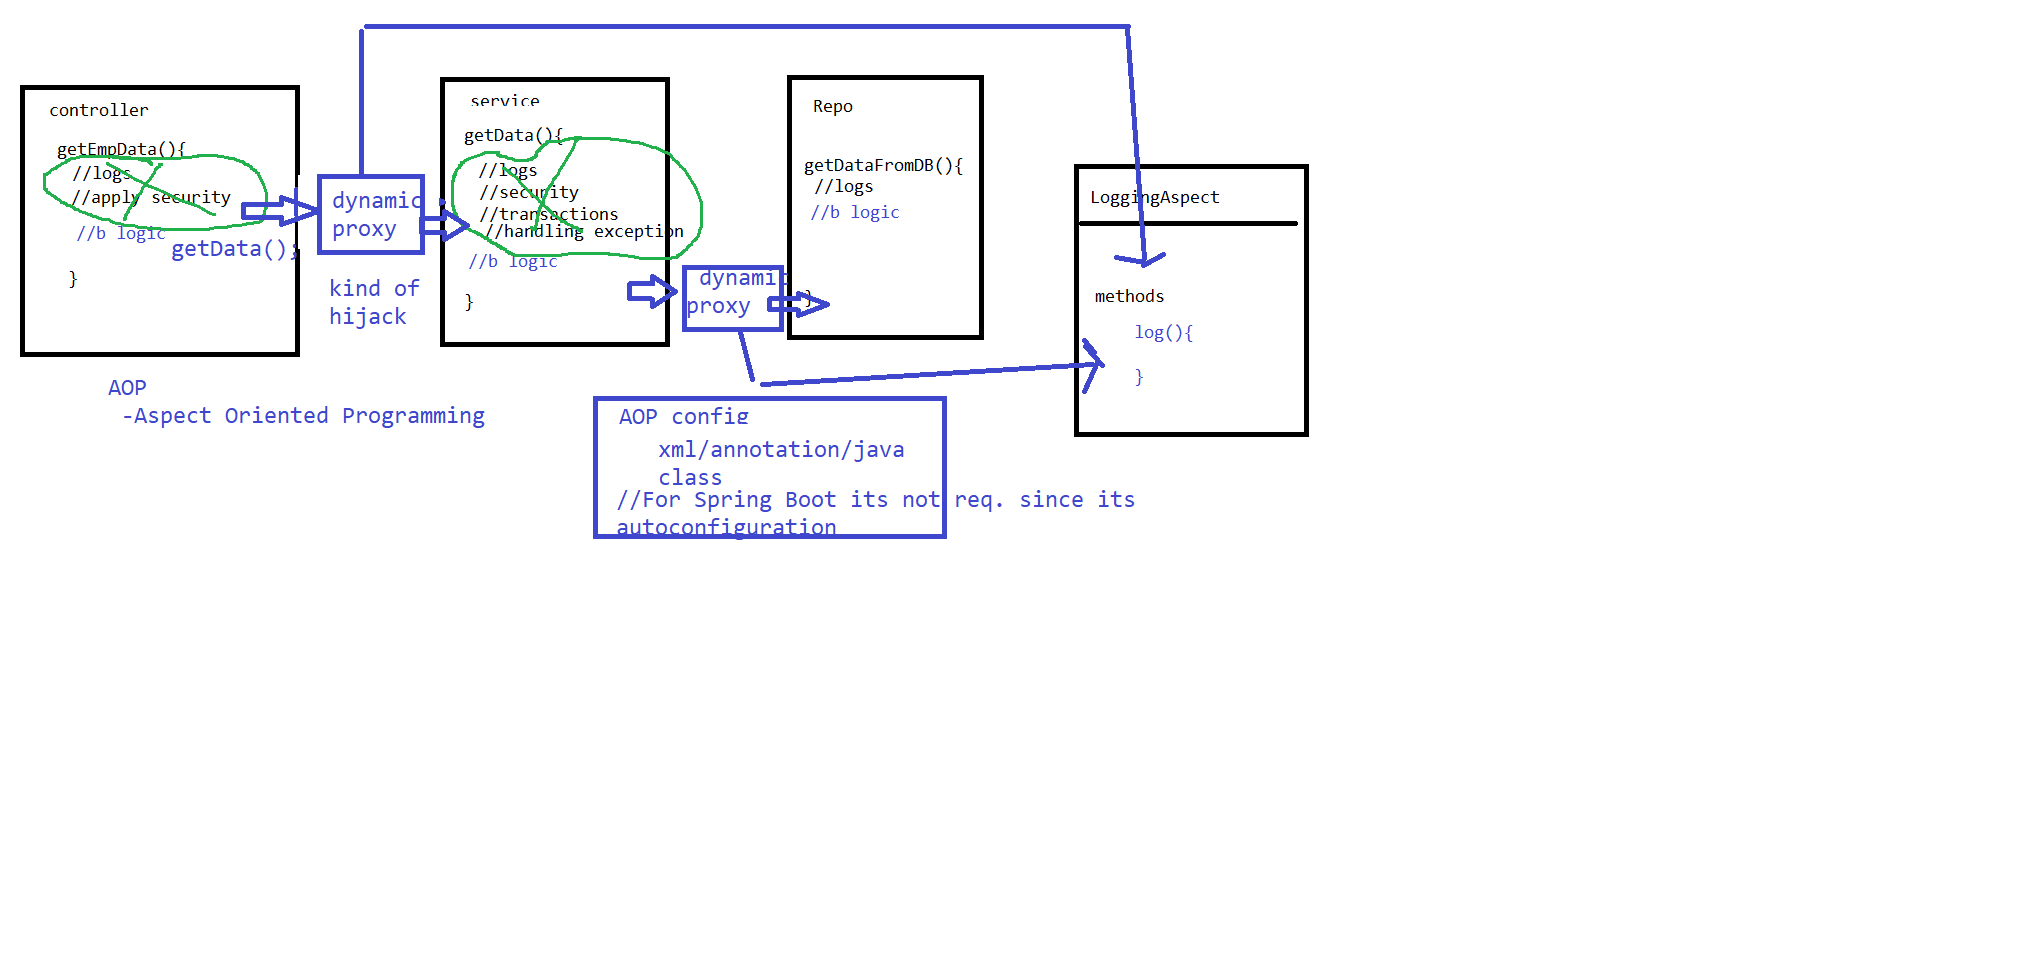 controller
getEmpData(){
//logs
//apply security
//b logic
getData();
}
dynamic
proxy
kind of
hijack
service
getData(){
//logs
//security
//transactions
//handling exception
//b logic
}
dynamic
proxy
Repo
getDataFromDB(){
//logs
//b logic
}
LoggingAspect
methods
log(){
}
AOP
-Aspect Oriented Programming
AOP config
xml/annotation/java
class
//For Spring Boot its not req. since its
autoconfiguration